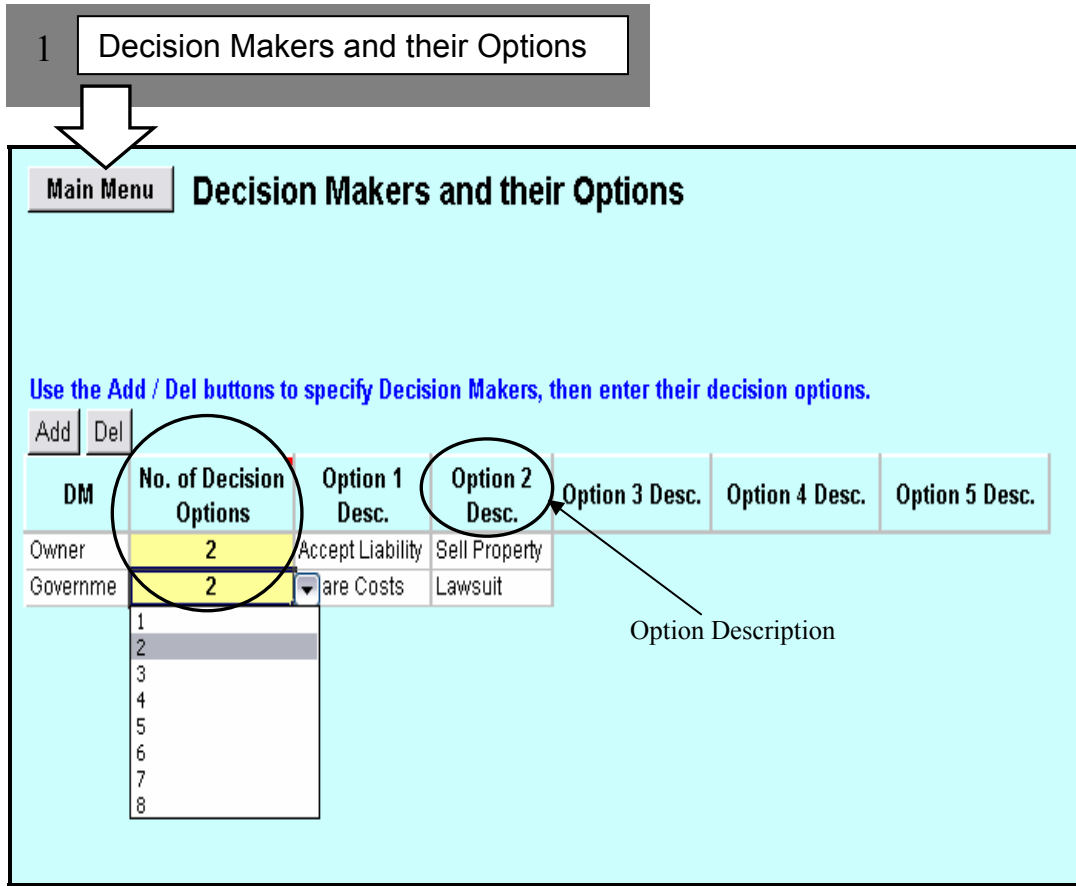 1 Decision Makers and their Options
Main Menu Decision Makers and their Options
Use the Add / Del buttons to specify Decision Makers, then enter their decision options.
Add Del
DM No. of Decision Options Option 1 Desc. Option 2 Desc. Option 3 Desc. Option 4 Desc. Option 5 Desc.
Owner 2 Accept Liability Sell Property
Governme 2 are Costs Lawsuit
Option Description
1
2
3
4
5
6
7
8